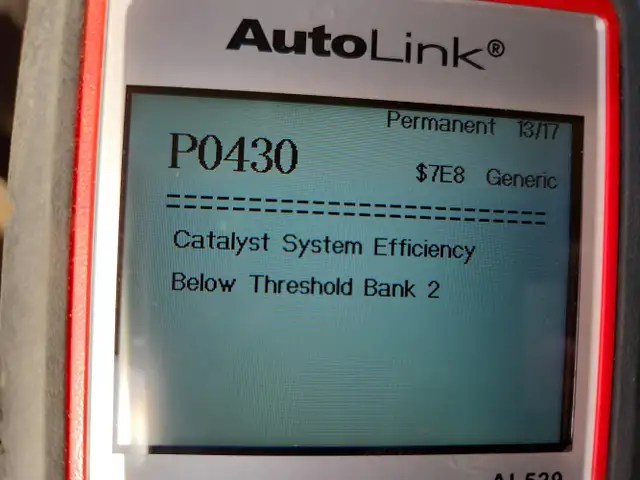 AutoLink®
Permanent 13/17
P0430
$7E8 Generic
==============================
Catalyst System Efficiency
Below Threshold Bank 2